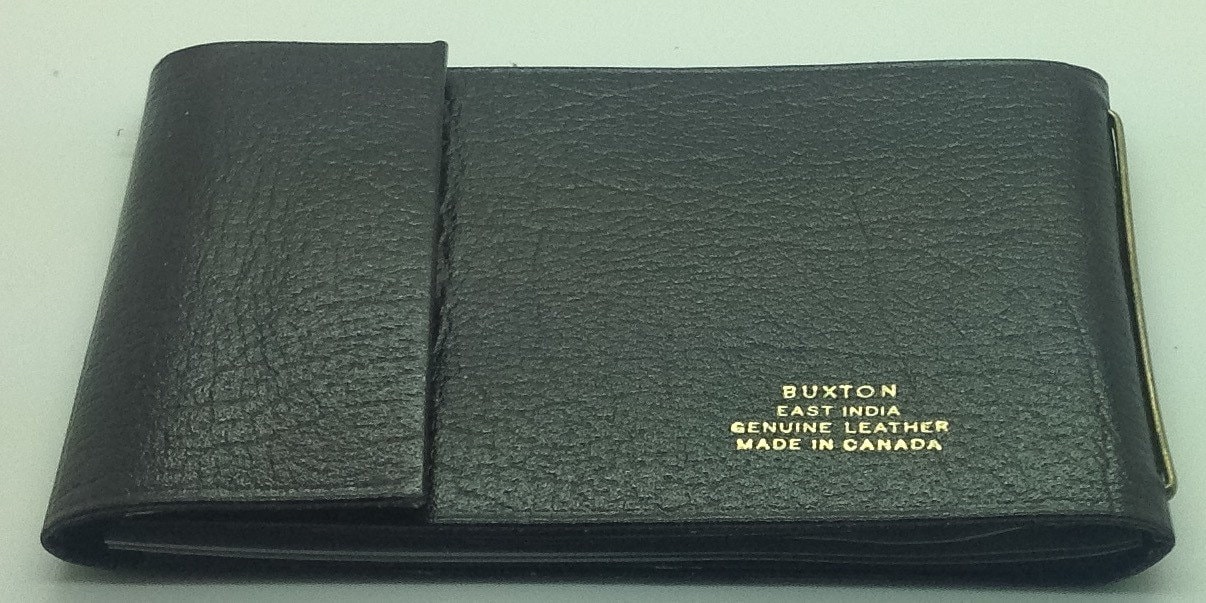 BUXTON
EAST INDIA
GENUINE LEATHER
MADE IN CANADA